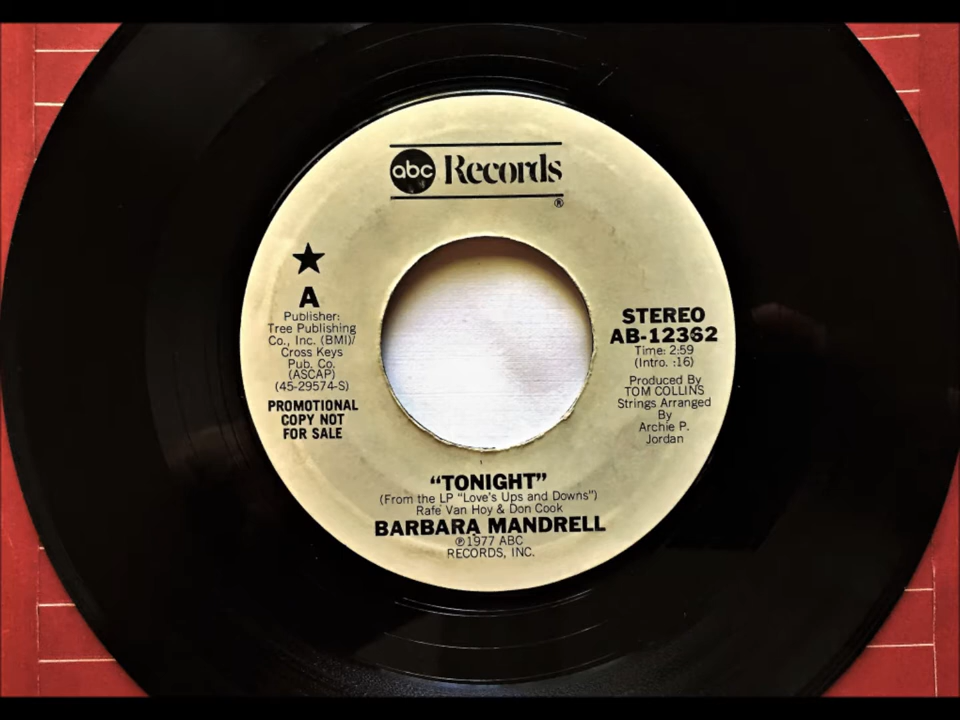 abc Records
®
★
A
Publisher:
Tree Publishing
Co., Inc. (BMI)/
Cross Keys
Pub. Co.
(ASCAP)
(45-29574-S)
PROMOTIONAL
COPY NOT
FOR SALE
STEREO
AB-12362
Time: 2:59
(Intro. :16)
Produced By
TOM COLLINS
Strings Arranged
By
Archie P.
Jordan
“TONIGHT”
(From the LP “Love's Ups and Downs”)
Rafe Van Hoy & Don Cook
BARBARA MANDRELL
℗1977 ABC
RECORDS, INC.